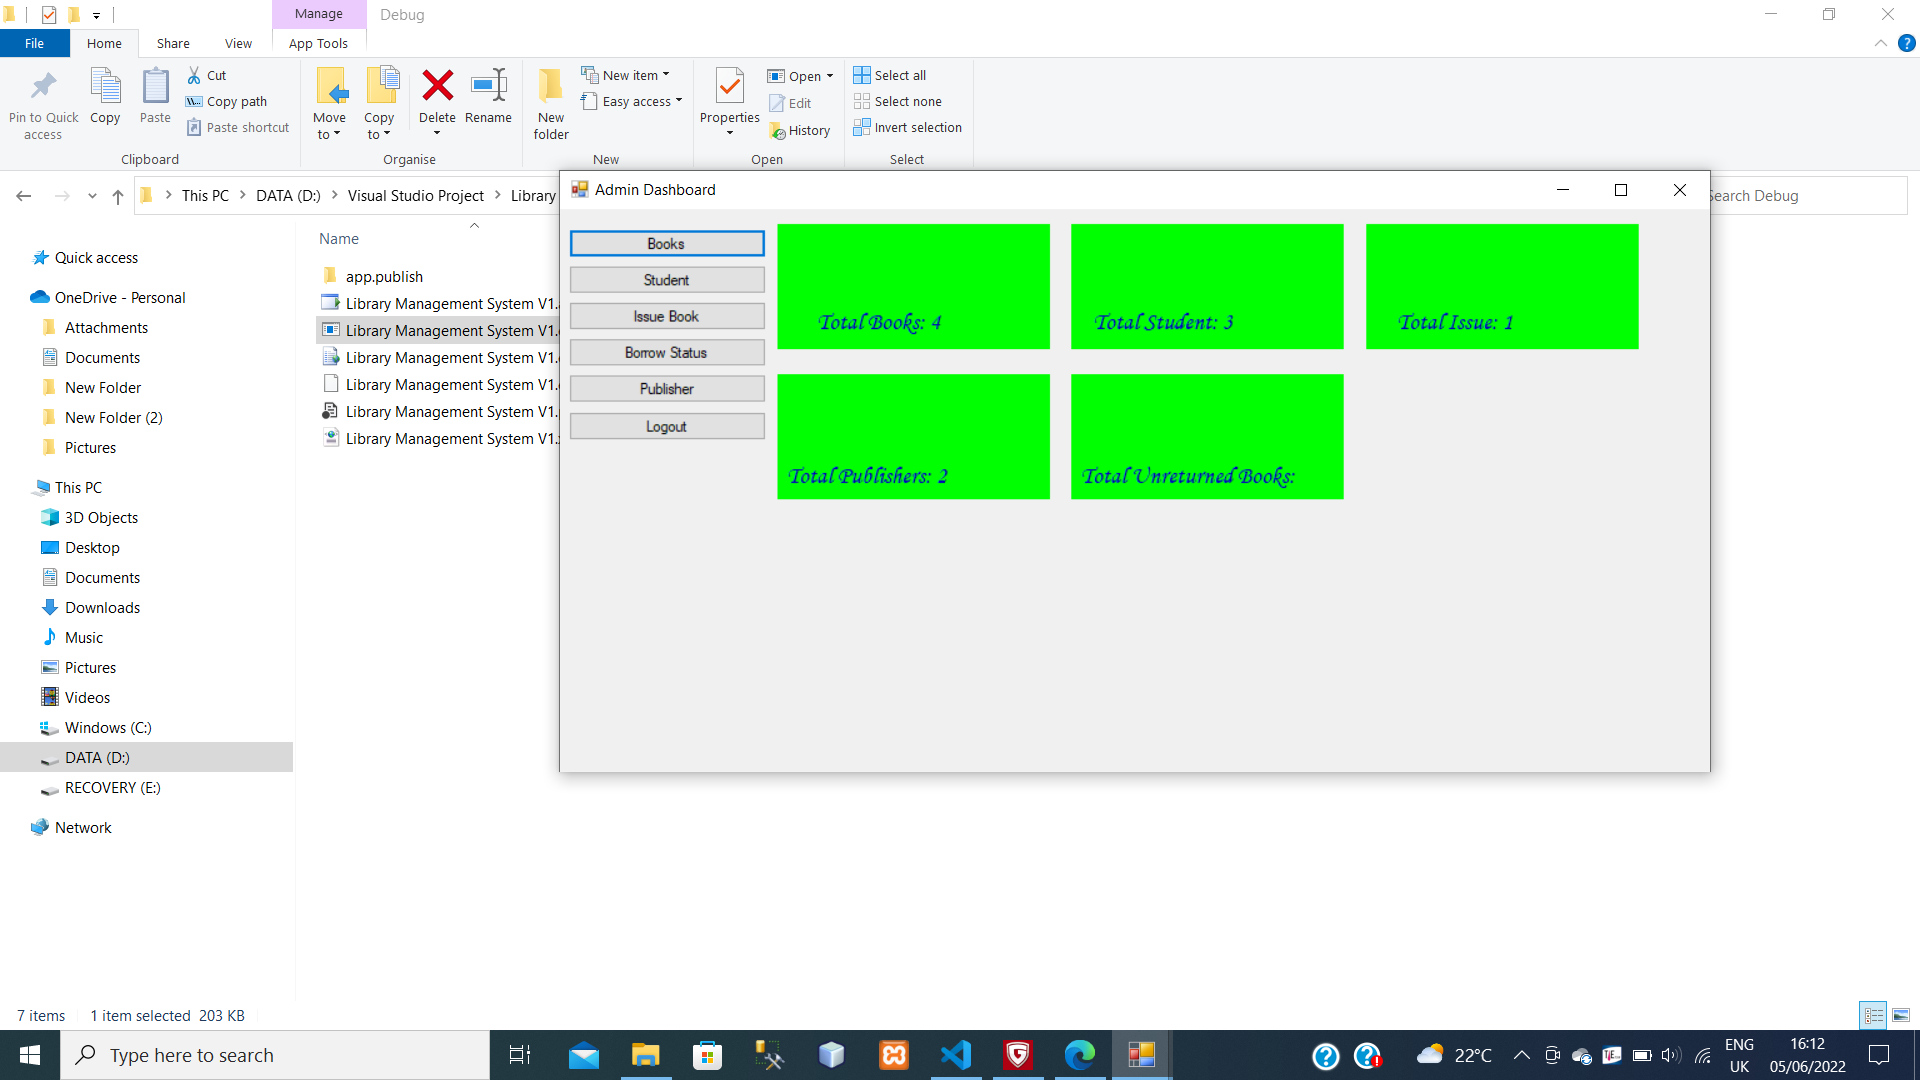 Manage
Debug
File
Home
Share
View
App Tools
Pin to Quick access
Copy
Paste
Cut
Copy path
Paste shortcut
Clipboard
Move to
Copy to
Delete
Rename
Organise
New folder
New item
Easy access
New
Properties
Open
Edit
History
Open
Select all
Select none
Invert selection
Select
This PC
DATA (D:)
Visual Studio Project
Library
Search Debug
Admin Dashboard
Books
Student
Issue Book
Borrow Status
Publisher
Logout
Total Books: 4
Total Student: 3
Total Issue: 1
Total Publishers: 2
Total Unreturned Books:
Name
app.publish
Library Management System V1.
Library Management System V1.
Library Management System V1.
Library Management System V1.
Library Management System V1.
Library Management System V1.
Quick access
OneDrive - Personal
Attachments
Documents
New Folder
New Folder (2)
Pictures
This PC
3D Objects
Desktop
Documents
Downloads
Music
Pictures
Videos
Windows (C:)
DATA (D:)
RECOVERY (E:)
Network
7 items
1 item selected 203 KB
Type here to search
22°C
ENG
UK
16:12
05/06/2022